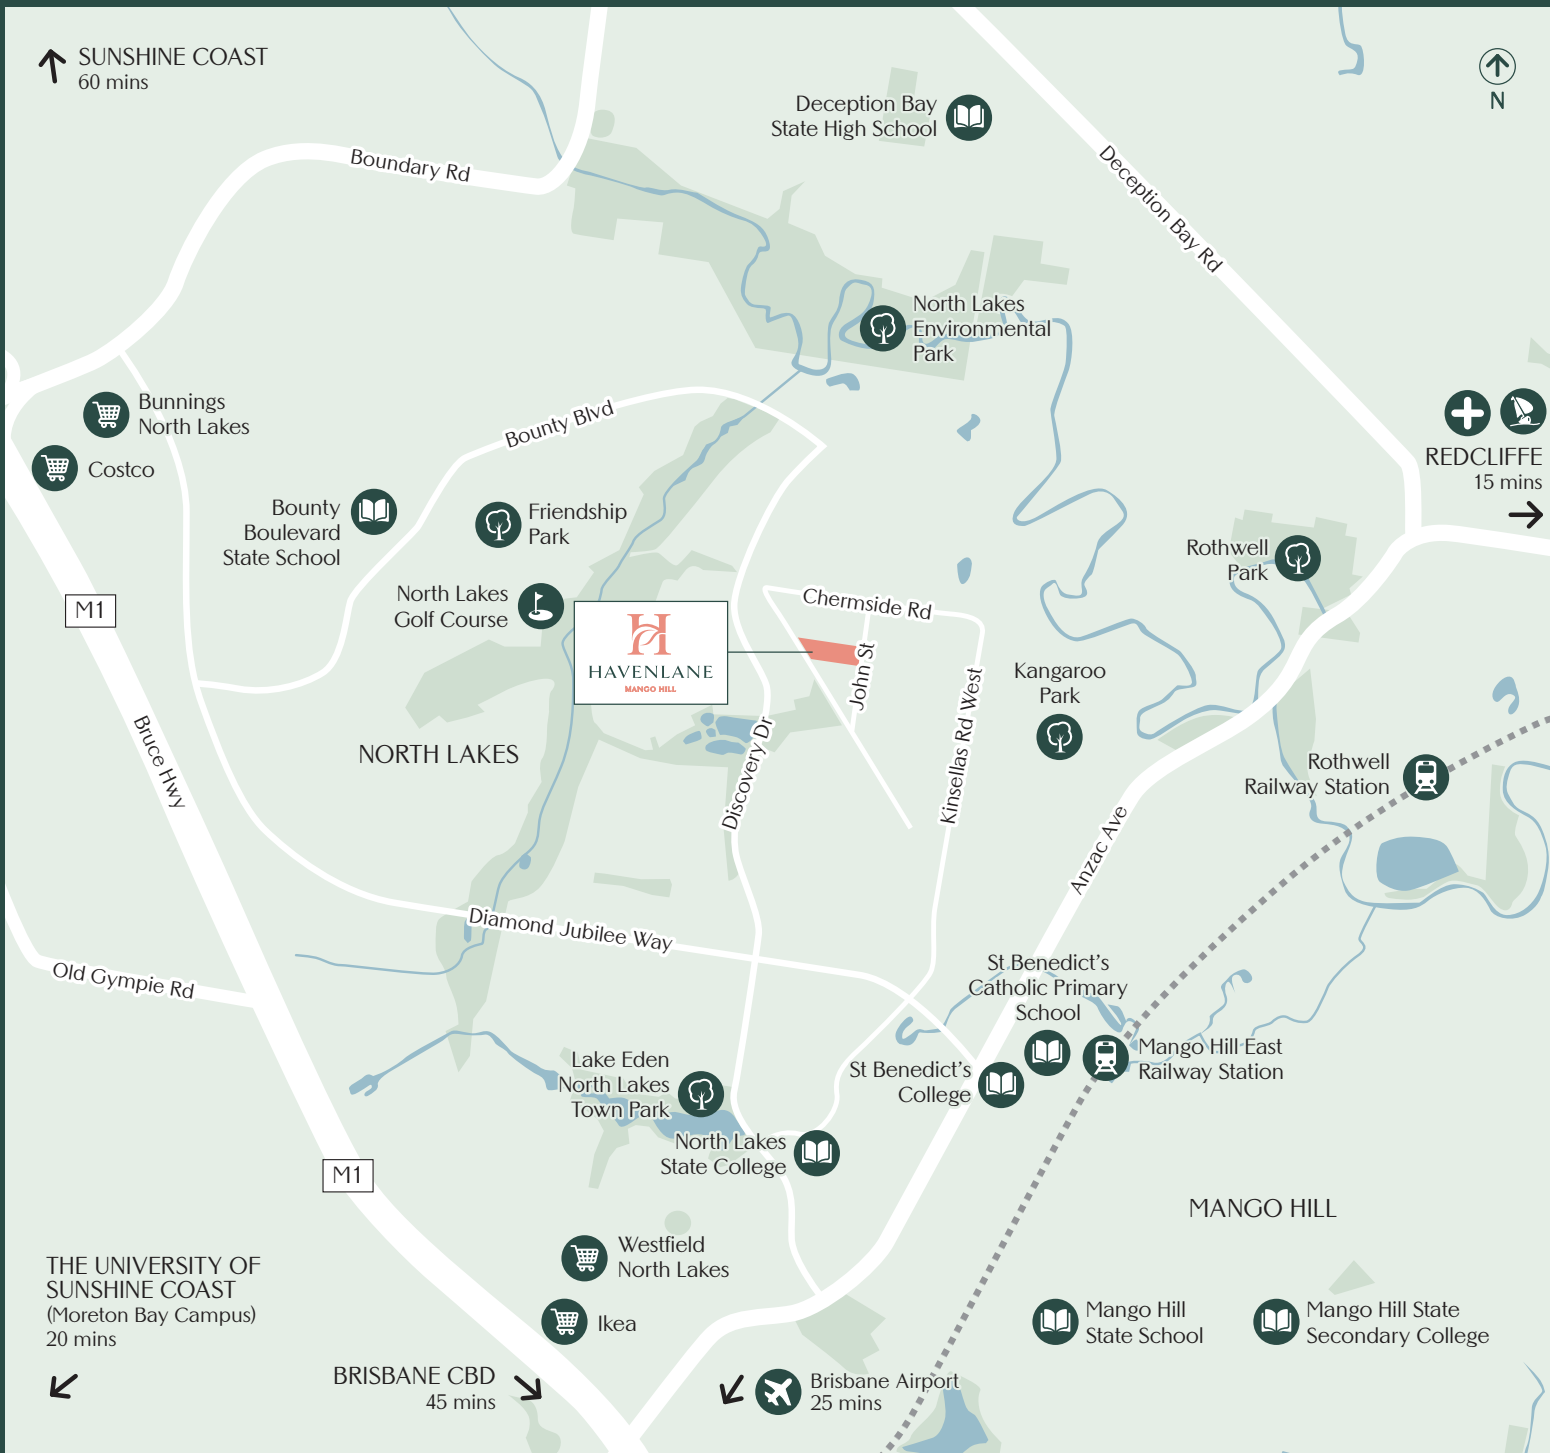 SUNSHINE COAST
60 mins
N
Deception Bay
State High School
Boundary Rd
Deception Bay Rd
North Lakes
Environmental
Park
Bunnings
North Lakes
Costco
Bounty Blvd
REDCLIFFE
15 mins
Bounty
Boulevard
State School
Friendship
Park
Rothwell
Park
North Lakes
Golf Course
M1
Chermside Rd
H
HAVENLANE
MANGO HILL
John St
Kangaroo
Park
Kinsellas Rd West
NORTH LAKES
Bruce Hwy
Discovery Dr
Rothwell
Railway Station
Anzac Ave
Diamond Jubilee Way
Old Gympie Rd
St Benedict's
Catholic Primary
School
Mango Hill East
Railway Station
St Benedict's
College
Lake Eden
North Lakes
Town Park
North Lakes
State College
M1
MANGO HILL
Westfield
North Lakes
Ikea
THE UNIVERSITY OF
SUNSHINE COAST
(Moreton Bay Campus)
20 mins
Mango Hill
State School
Mango Hill State
Secondary College
BRISBANE CBD
45 mins
Brisbane Airport
25 mins